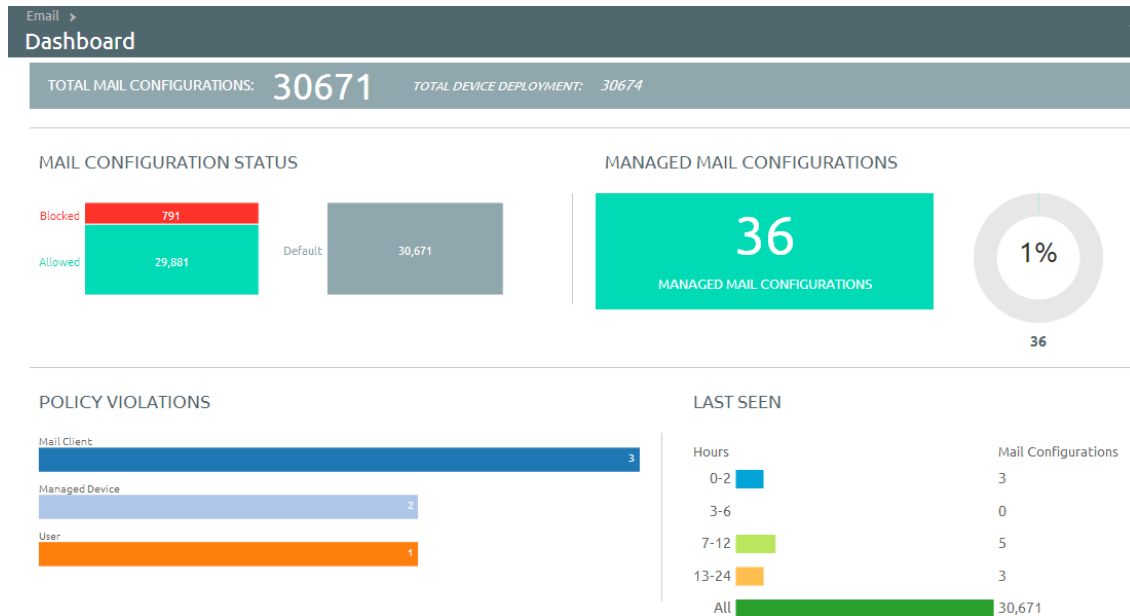 Email >
Dashboard
TOTAL MAIL CONFIGURATIONS: 30671 TOTAL DEVICE DEPLOYMENT: 30674
MAIL CONFIGURATION STATUS
Blocked 791
Allowed 29,881
Default 30,671
MANAGED MAIL CONFIGURATIONS
36
MANAGED MAIL CONFIGURATIONS
1%
36
POLICY VIOLATIONS
Mail Client
3
Managed Device
2
User
1
LAST SEEN
Hours Mail Configurations
0-2 3
3-6 0
7-12 5
13-24 3
All 30,671